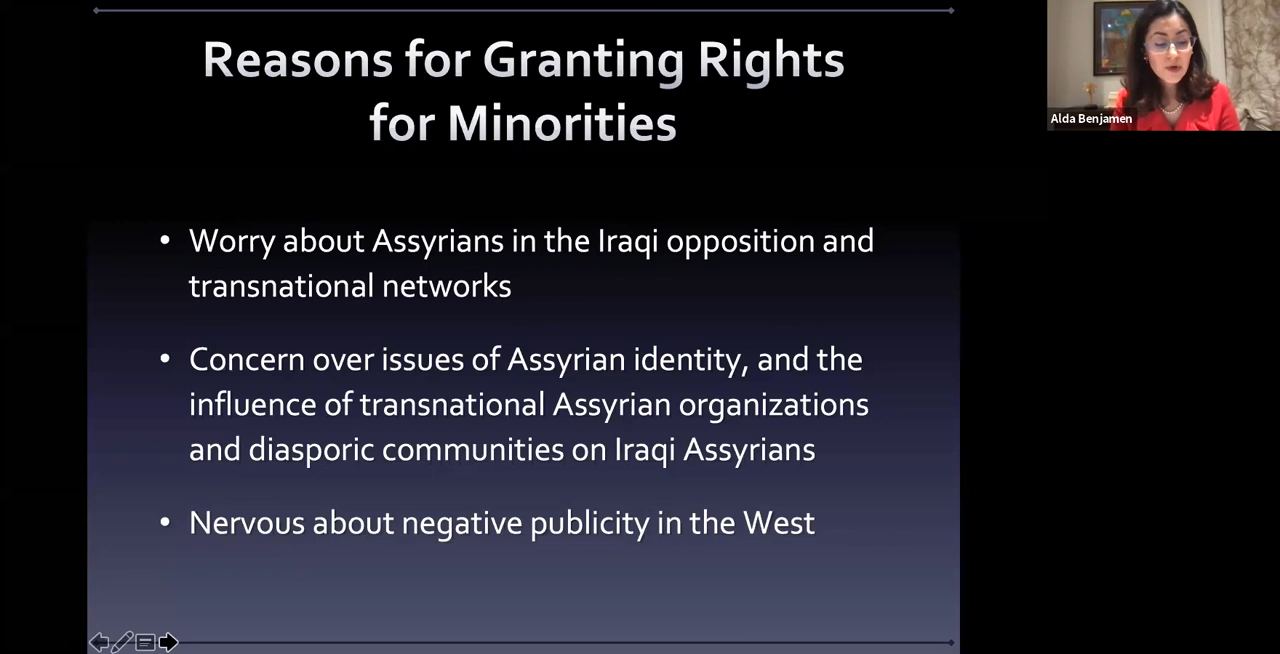 Reasons for Granting Rights
for Minorities
• Worry about Assyrians in the Iraqi opposition and
transnational networks
• Concern over issues of Assyrian identity, and the
influence of transnational Assyrian organizations
and diasporic communities on Iraqi Assyrians
• Nervous about negative publicity in the West
Alda Benjamen